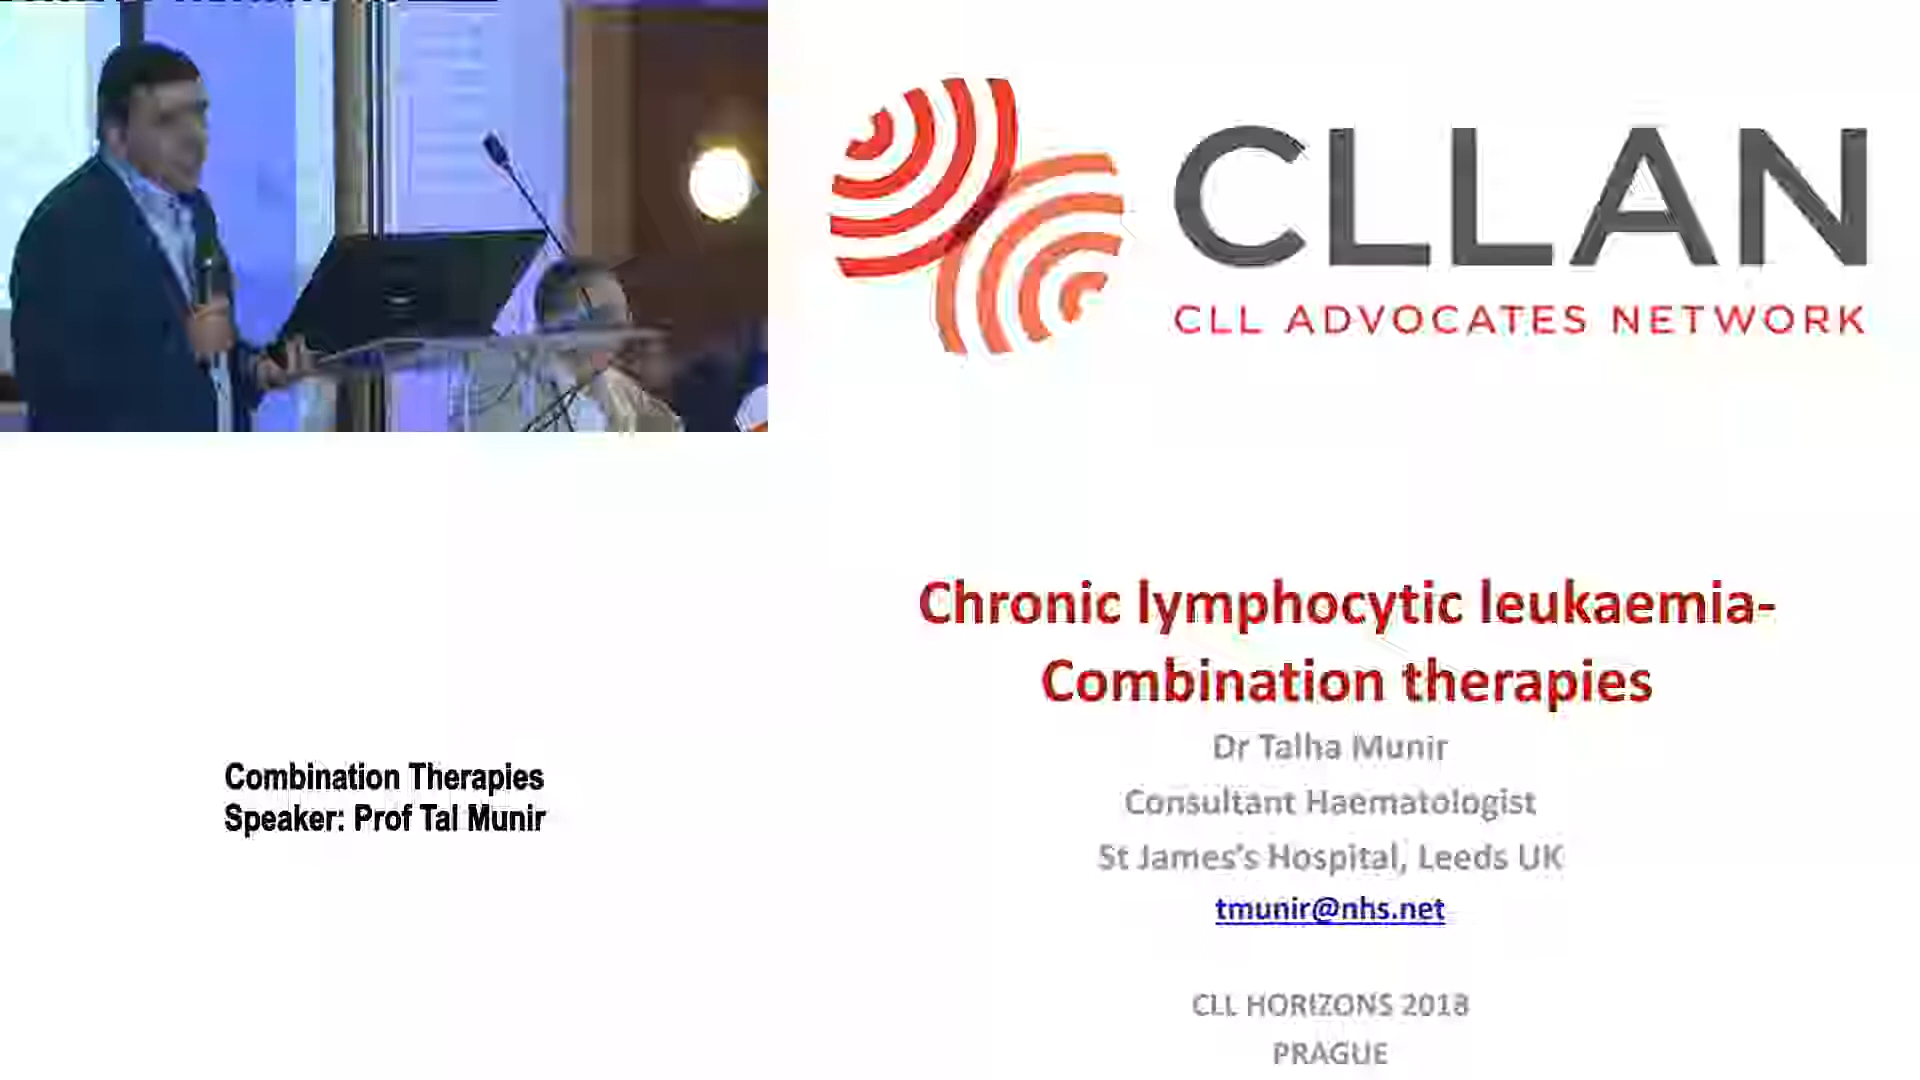 CLLAN
CLL ADVOCATES NETWORK
Chronic lymphocytic leukaemia-
Combination therapies
Dr Talha Munir
Consultant Haematologist
St James's Hospital, Leeds UK
tmunir@nhs.net
CLL HORIZONS 2018
PRAGUE
Combination Therapies
Speaker: Prof Tal Munir